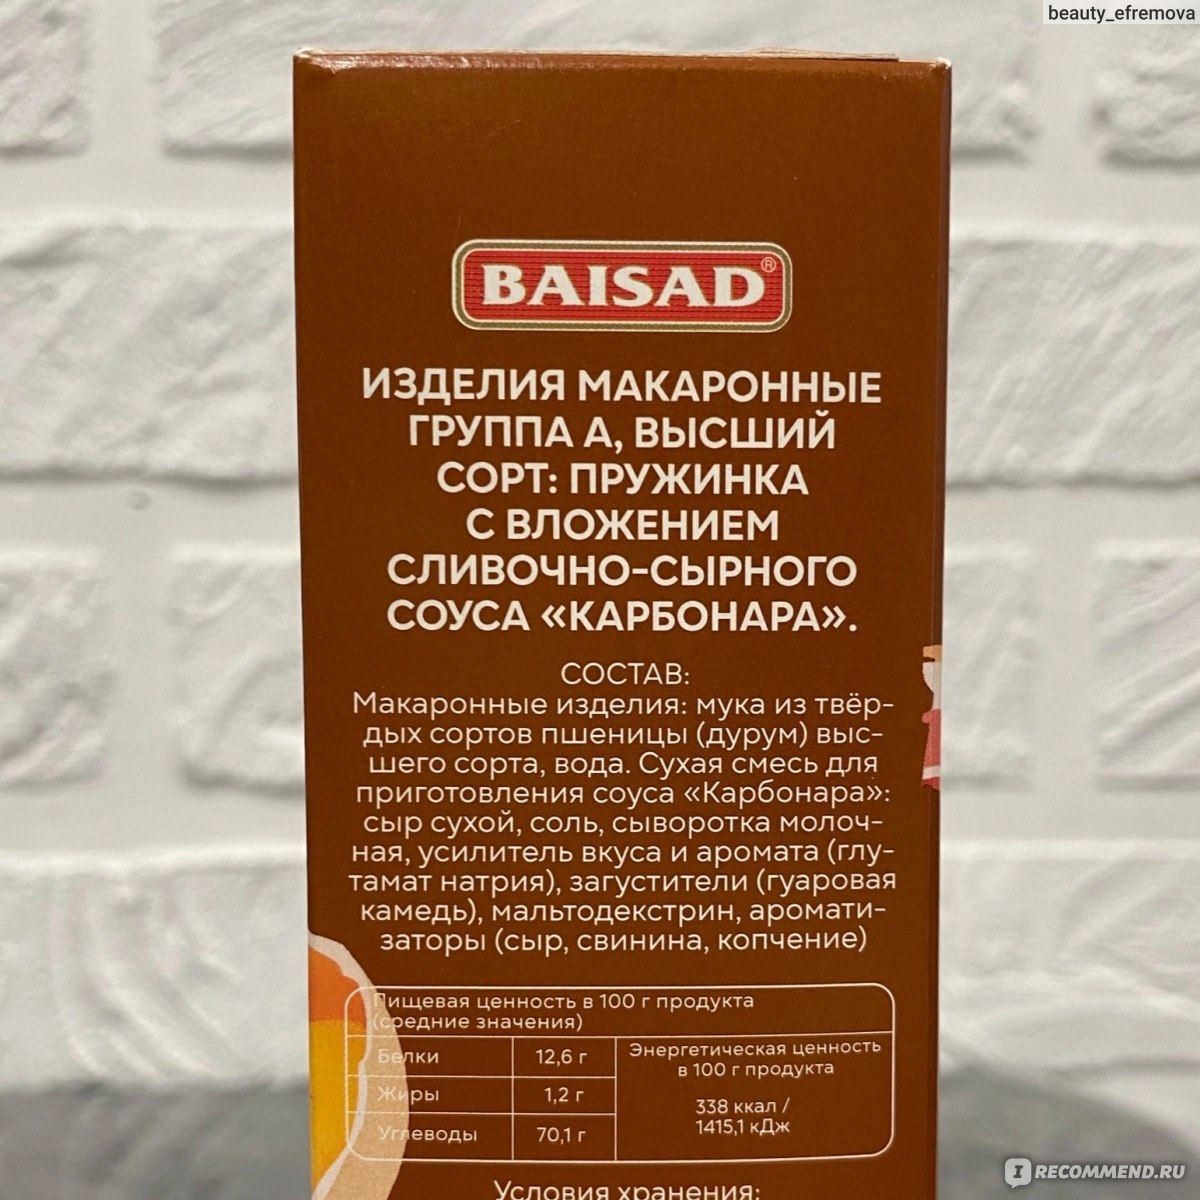 beauty_efremova
BAISAD®
ИЗДЕЛИЯ МАКАРОННЫЕ
ГРУППА А, ВЫСШИЙ
СОРТ: ПРУЖИНКА
С ВЛОЖЕНИЕМ
СЛИВОЧНО-СЫРНОГО
СОУСА «КАРБОНАРА».
СОСТАВ:
Макаронные изделия: мука из твёр-
дых сортов пшеницы (дурум) выс-
шего сорта, вода. Сухая смесь для
приготовления соуса «Карбонара»:
сыр сухой, соль, сыворотка молоч-
ная, усилитель вкуса и аромата (глу-
тамат натрия), загустители (гуаровая
камедь), мальтодекстрин, аромати-
заторы (сыр, свинина, копчение)
Пищевая ценность в 100 г продукта
(средние значения)
Белки 12,6 г
Жиры 1,2 г
Углеводы 70,1 г
Энергетическая ценность
в 100 г продукта
338 ккал /
1415,1 кДж
Условия хранения:
IRECOMMEND.RU